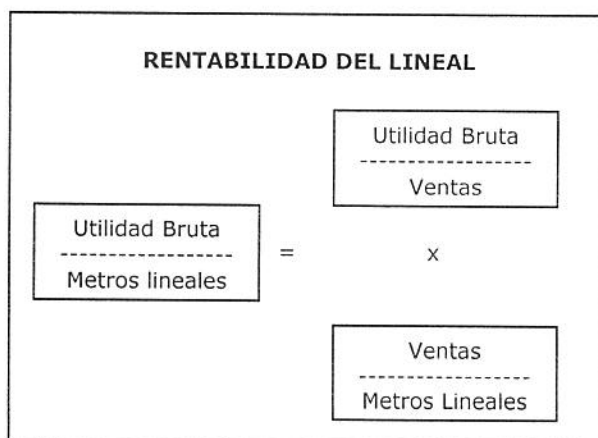 RENTABILIDAD DEL LINEAL
Utilidad Bruta
--------------------
Ventas
Utilidad Bruta
--------------------
Metros lineales
=
x
Ventas
--------------------
Metros Lineales